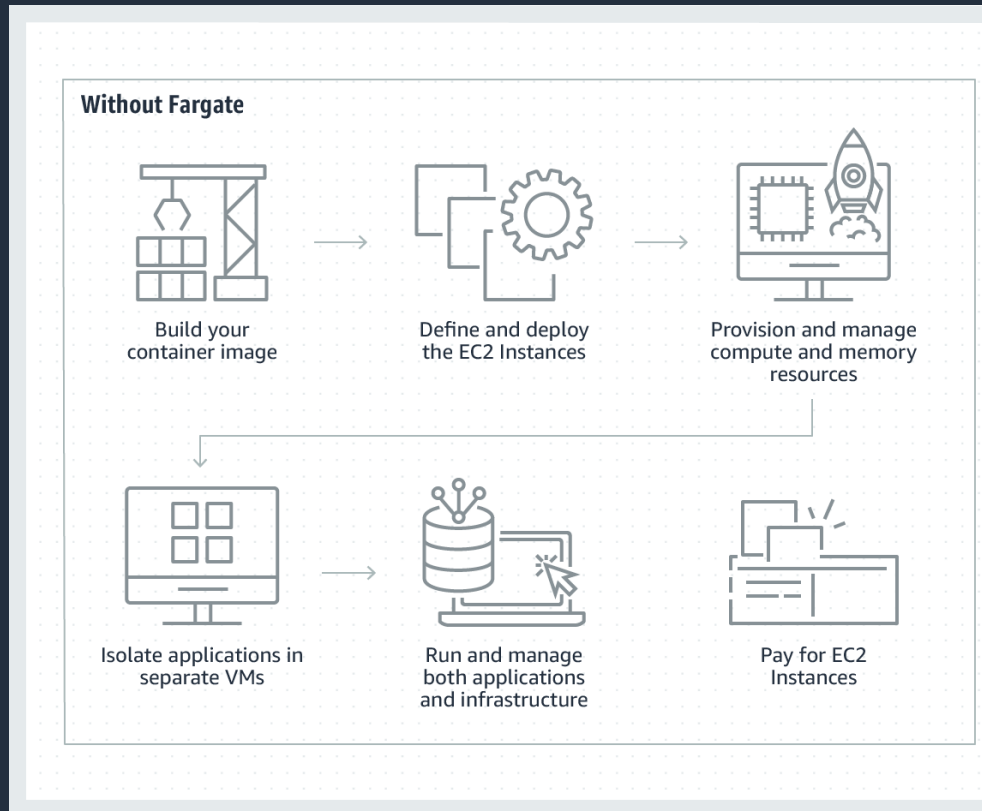 Without Fargate
Build your
container image
Define and deploy
the EC2 Instances
Provision and manage
compute and memory
resources
Isolate applications in
separate VMs
Run and manage
both applications
and infrastructure
Pay for EC2
Instances